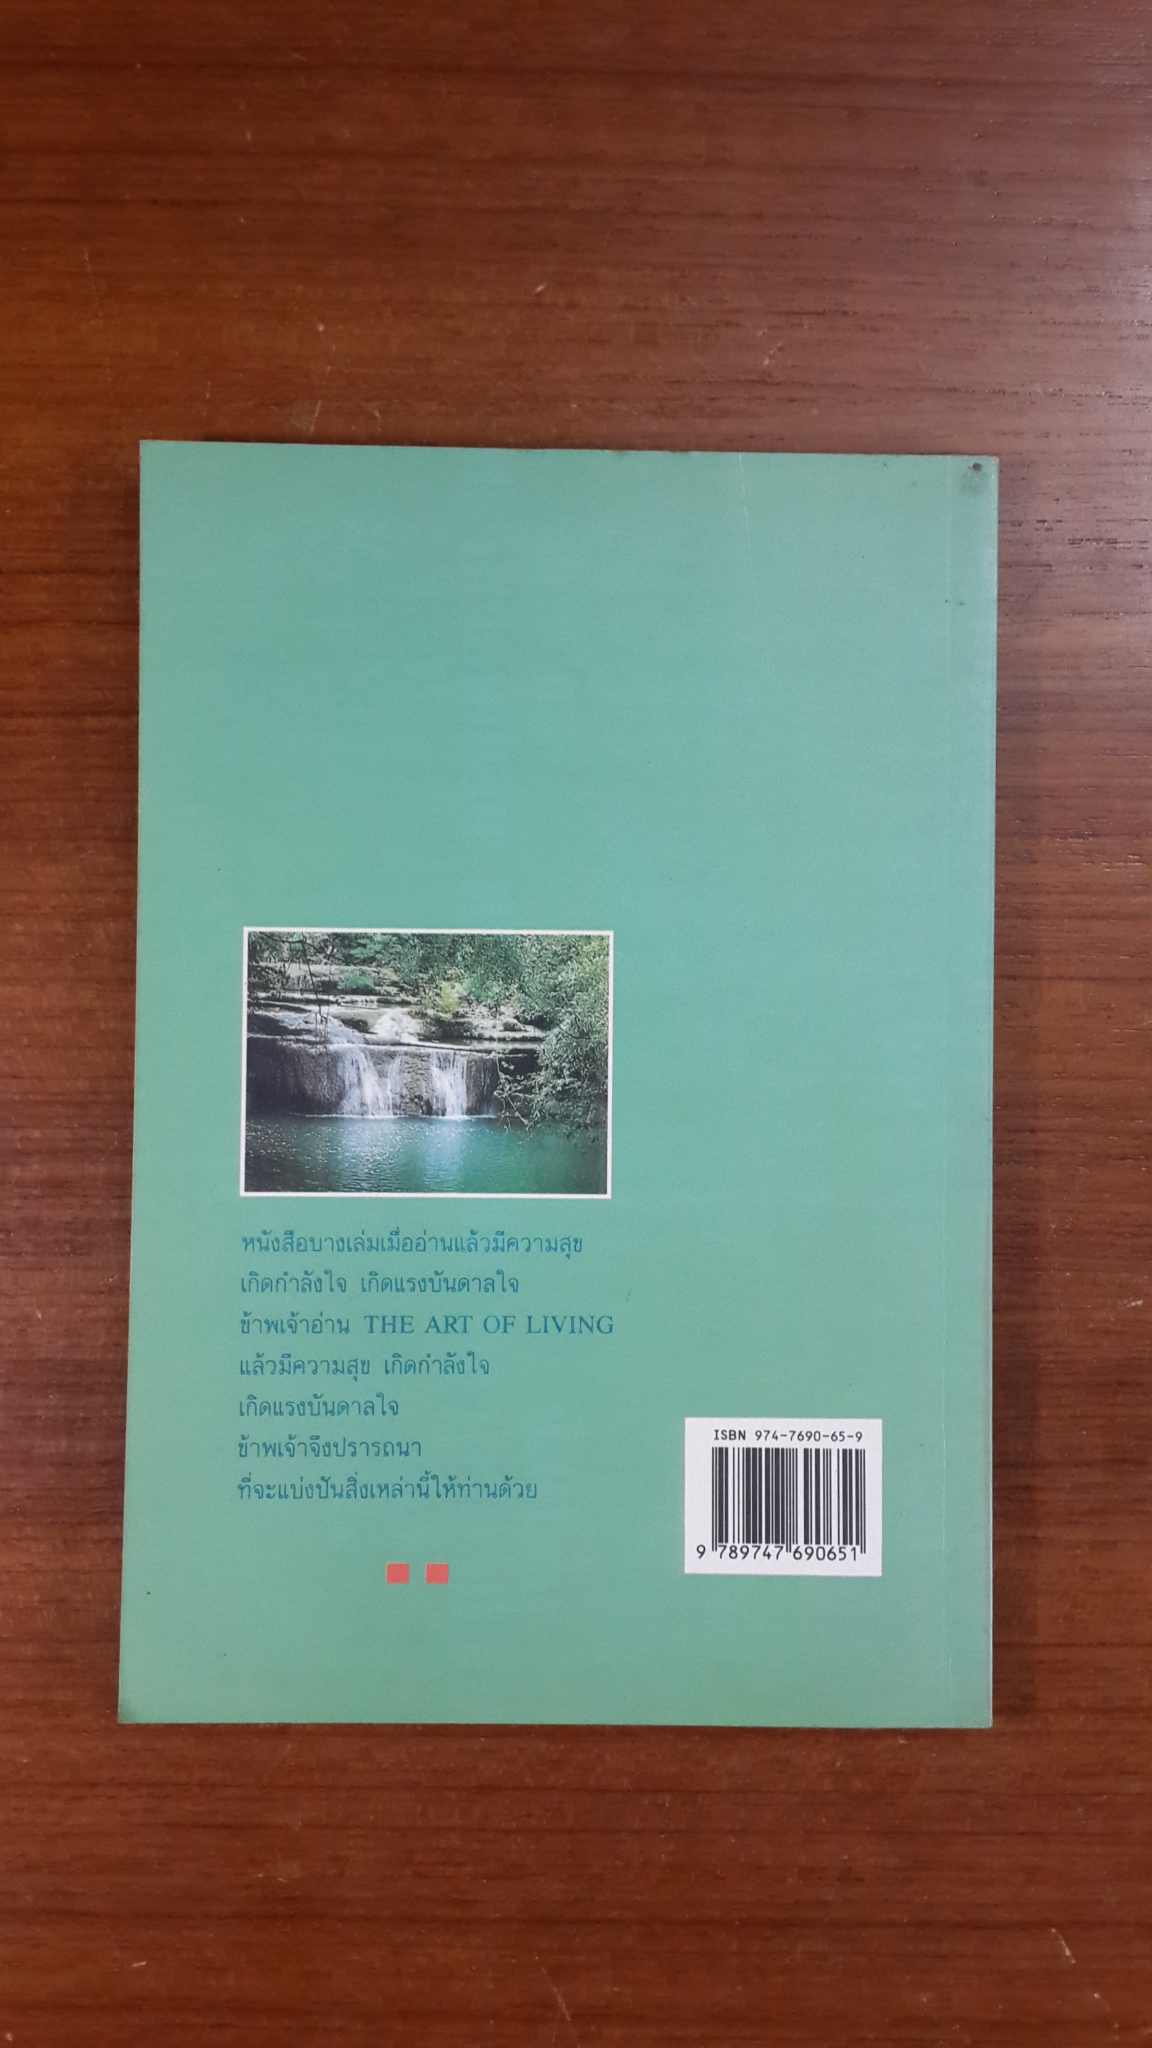 หนังสือบางเล่มเมื่ออ่านแล้วมีความสุข
เกิดกำลังใจ เกิดแรงบันดาลใจ
ข้าพเจ้าอ่าน THE ART OF LIVING
แล้วมีความสุข เกิดกำลังใจ
เกิดแรงบันดาลใจ
ข้าพเจ้าจึงปรารถนา
ที่จะแบ่งปันสิ่งเหล่านี้ให้ท่านด้วย
ISBN 974-7690-65-9
9 789747 690651